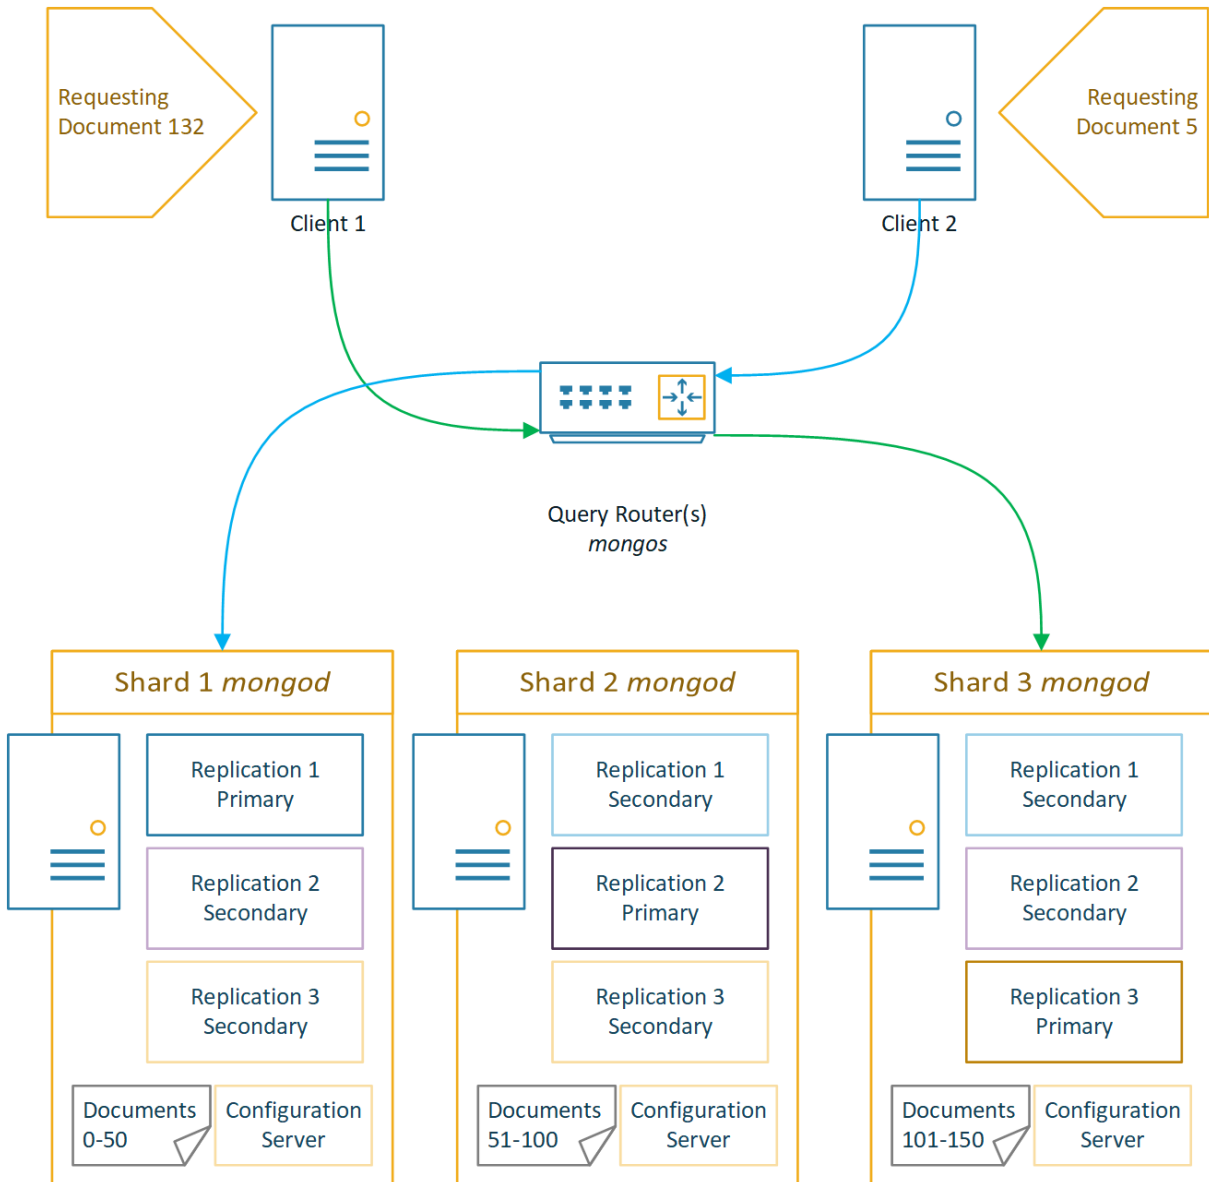 Requesting
Document 132
Requesting
Document 5
Client 1
Client 2
Query Router(s)
mongos
Shard 1 mongod
Replication 1
Primary
Replication 2
Secondary
Replication 3
Secondary
Documents
0-50
Configuration
Server
Shard 2 mongod
Replication 1
Secondary
Replication 2
Primary
Replication 3
Secondary
Documents
51-100
Configuration
Server
Shard 3 mongod
Replication 1
Secondary
Replication 2
Secondary
Replication 3
Primary
Documents
101-150
Configuration
Server